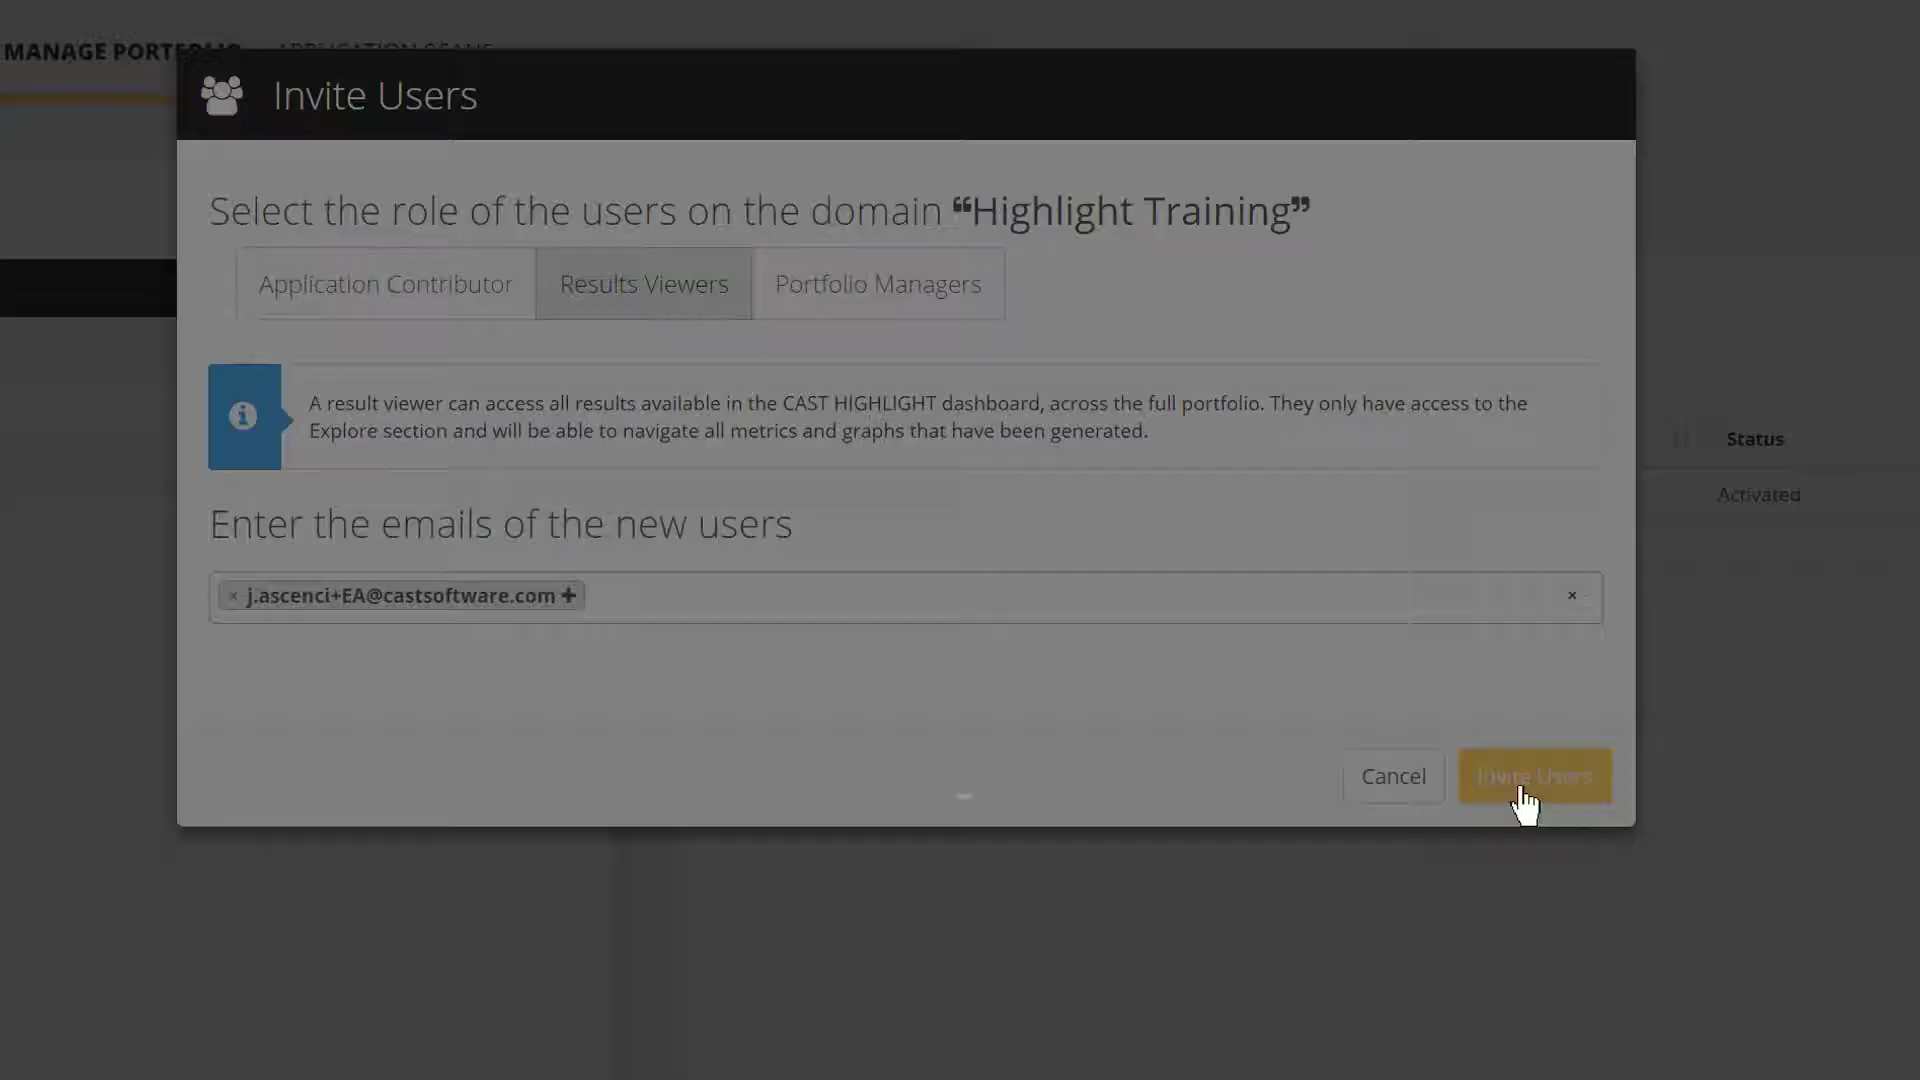 MANAGE PORTFOLIO APPLICATION SCANS
Invite Users
Select the role of the users on the domain “Highlight Training”
Application Contributor Results Viewers Portfolio Managers
A result viewer can access all results available in the CAST HIGHLIGHT dashboard, across the full portfolio. They only have access to the
Explore section and will be able to navigate all metrics and graphs that have been generated.
Status
Activated
Enter the emails of the new users
× j.ascenci+EA@castsoftware.com + ×
Cancel Invite Users